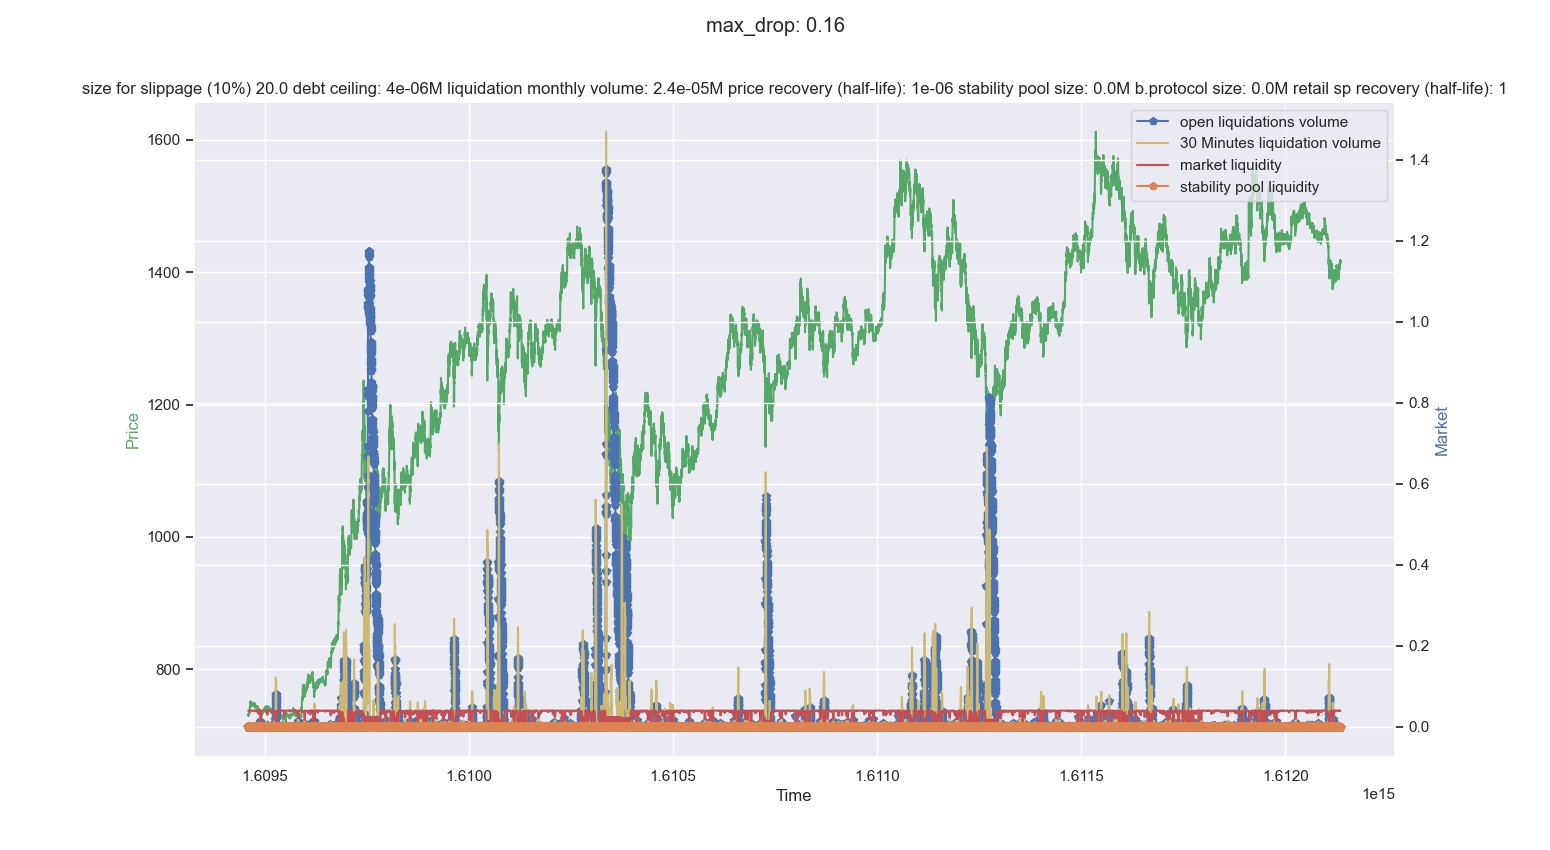 max_drop: 0.16
size for slippage (10%) 20.0 debt ceiling: 4e-06M liquidation monthly volume: 2.4e-05M price recovery (half-life): 1e-06 stability pool size: 0.0M b.protocol size: 0.0M retail sp recovery (half-life): 1
open liquidations volume
30 Minutes liquidation volume
market liquidity
stability pool liquidity
1600
1400
1200
1000
800
Price
1.4
1.2
1.0
0.8
0.6
0.4
0.2
0.0
Market
1.6095
1.6100
1.6105
1.6110
1.6115
1.6120
1e15
Time